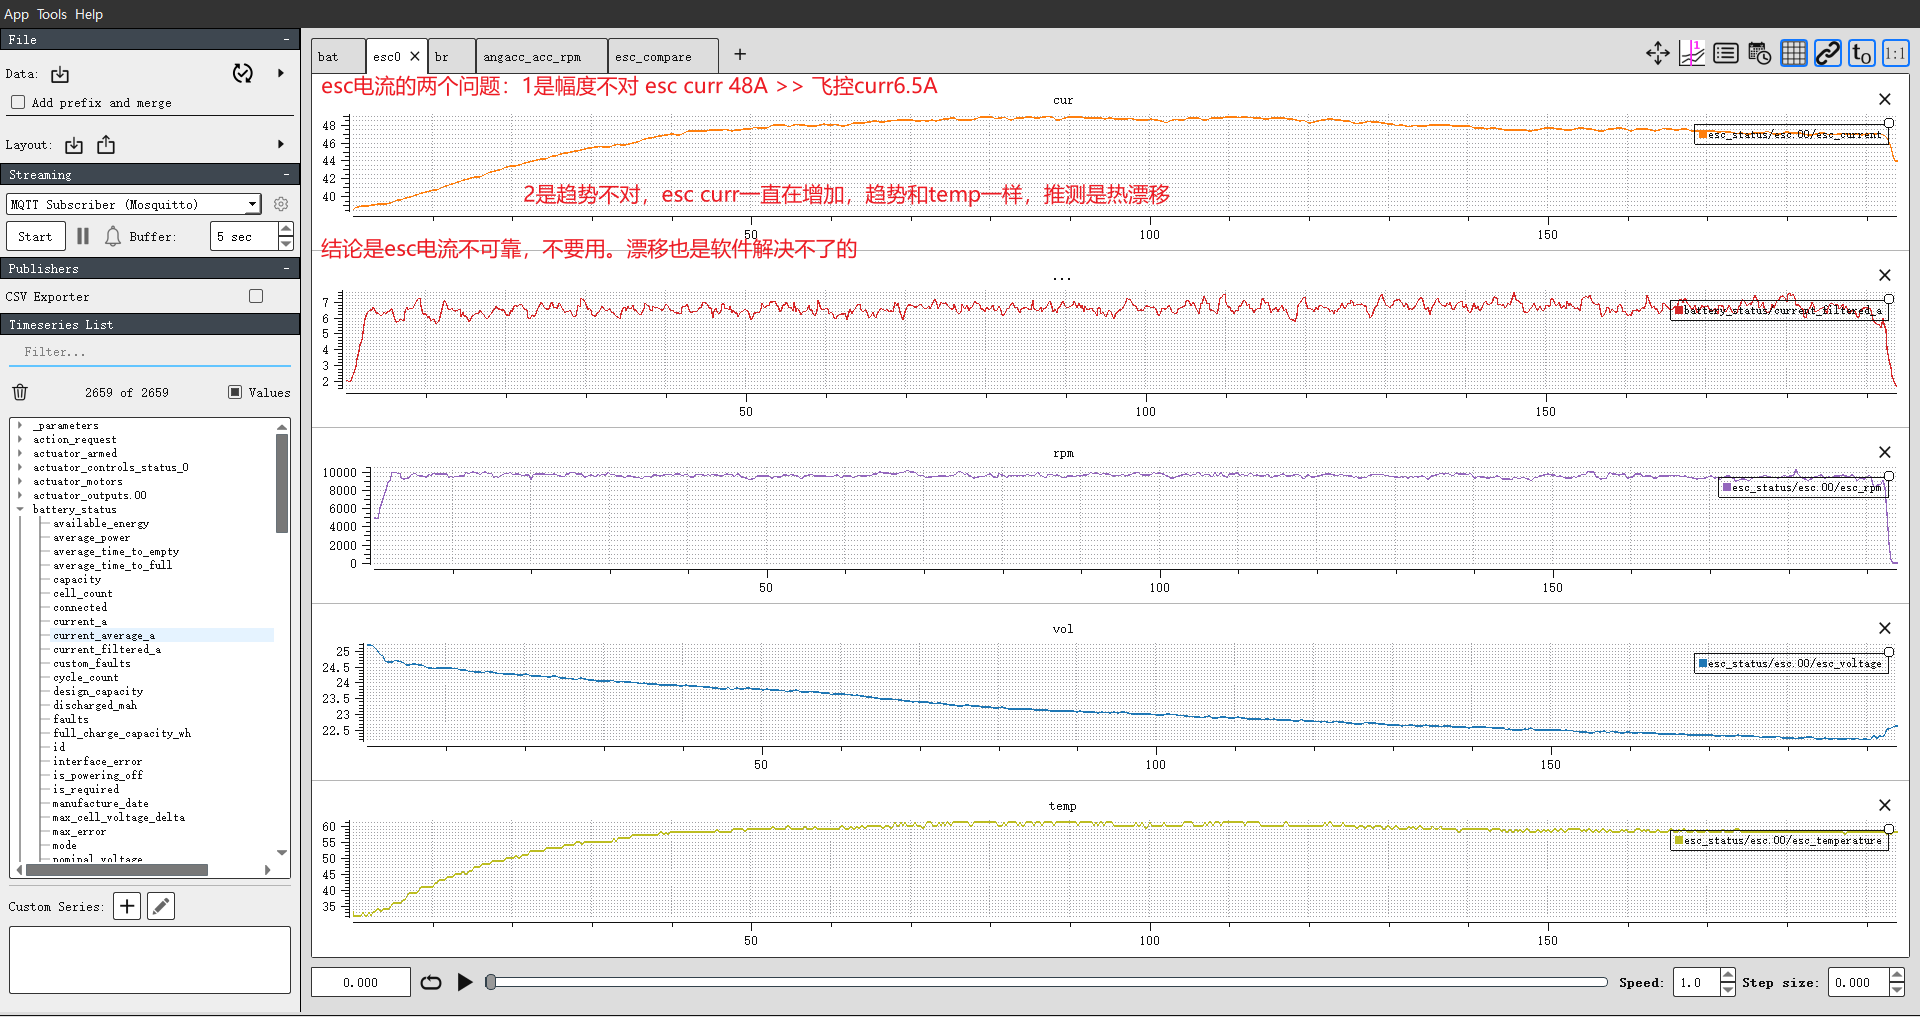 App Tools Help
File -
Data:
Add prefix and merge
Layout:
Streaming -
MQTT Subscriber (Mosquitto)
Start Buffer: 5 sec
Publishers -
CSV Exporter
Timeseries List
Filter...
2659 of 2659 Values
_parameters
action_request
actuator_armed
actuator_controls_status_0
actuator_motors
actuator_outputs.00
battery_status
available_energy
average_power
average_time_to_empty
average_time_to_full
capacity
cell_count
connected
current_a
current_average_a
current_filtered_a
custom_faults
cycle_count
design_capacity
discharged_mah
faults
full_charge_capacity_wh
id
interface_error
is_powering_off
is_required
manufacture_date
max_cell_voltage_delta
max_error
mode
nominal_voltage
Custom Series:
bat esc0 br angacc_acc_rpm esc_compare +
t0 1:1
esc电流的两个问题：1是幅度不对 esc curr 48A >> 飞控curr6.5A
cur
esc_status/esc.00/esc_current
48
46
44
42
40
2是趋势不对，esc curr一直在增加，趋势和temp一样，推测是热漂移
50 100 150
结论是esc电流不可靠，不要用。漂移也是软件解决不了的
...
battery_status/current_filtered_a
7
6
5
4
3
2
50 100 150
rpm
esc_status/esc.00/esc_rpm
10000
8000
6000
4000
2000
0
50 100 150
vol
esc_status/esc.00/esc_voltage
25
24.5
24
23.5
23
22.5
50 100 150
temp
esc_status/esc.00/esc_temperature
60
55
50
45
40
35
50 100 150
0.000 Speed: 1.0 Step size: 0.000